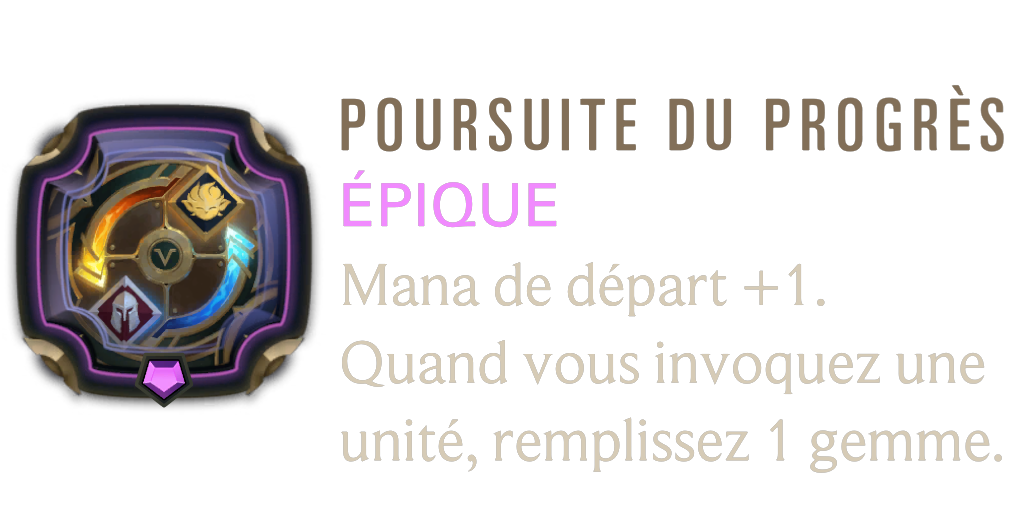 POURSUITE DU PROGRÈS
ÉPIQUE
Mana de départ +1.
Quand vous invoquez une
unité, remplissez 1 gemme.
V